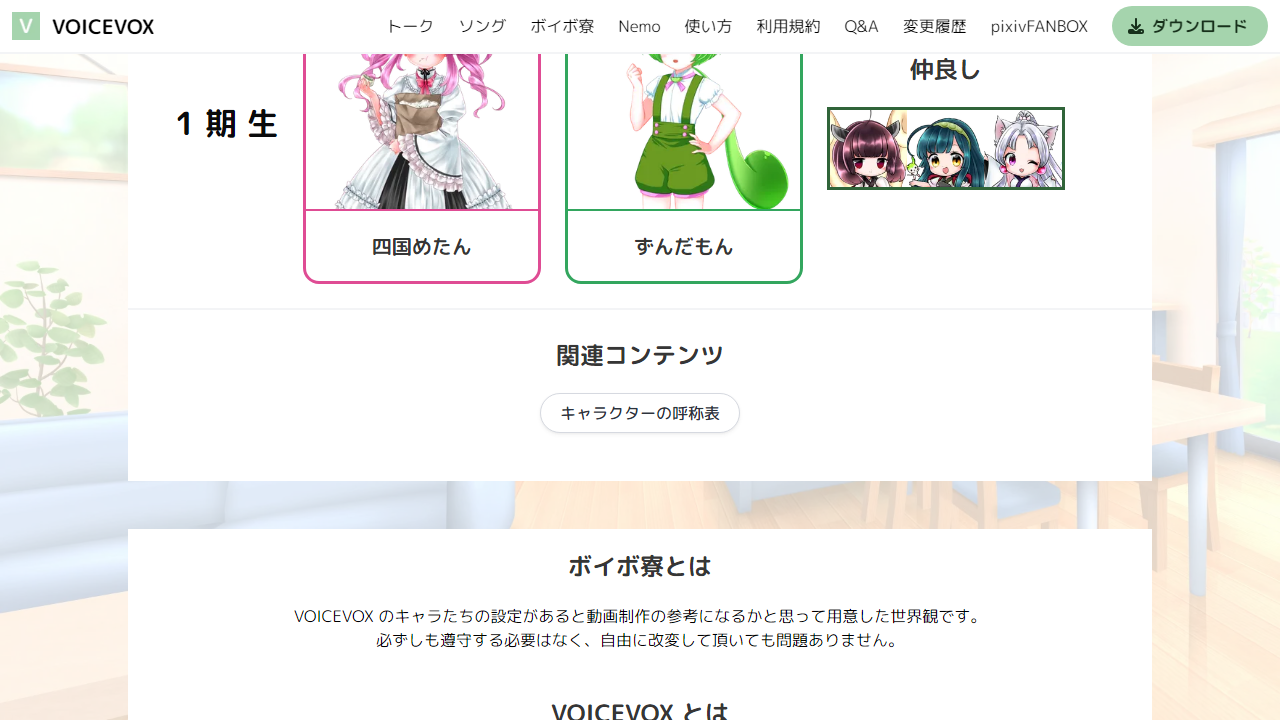 V VOICEVOX
トーク
ソング
ボイボ寮
Nemo
使い方
利用規約
Q&A
変更履歴
pixivFANBOX
ダウンロード
1 期 生
仲良し
四国めたん
ずんだもん
関連コンテンツ
キャラクターの呼称表
ボイボ寮とは
VOICEVOX のキャラたちの設定があると動画制作の参考になるかと思って用意した世界観です。
必ずしも遵守する必要はなく、自由に改変して頂いても問題ありません。
VOICEVOX とは